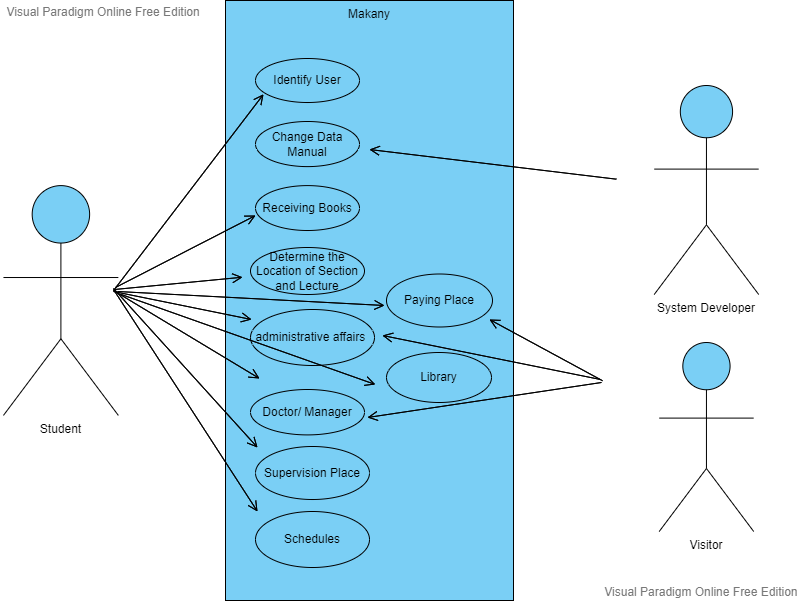 Visual Paradigm Online Free Edition
Makany
Identify User
Change Data
Manual
Receiving Books
Determine the
Location of Section
and Lecture
Paying Place
administrative affairs
Library
Doctor/ Manager
Supervision Place
Schedules
Student
System Developer
Visitor
Visual Paradigm Online Free Edition